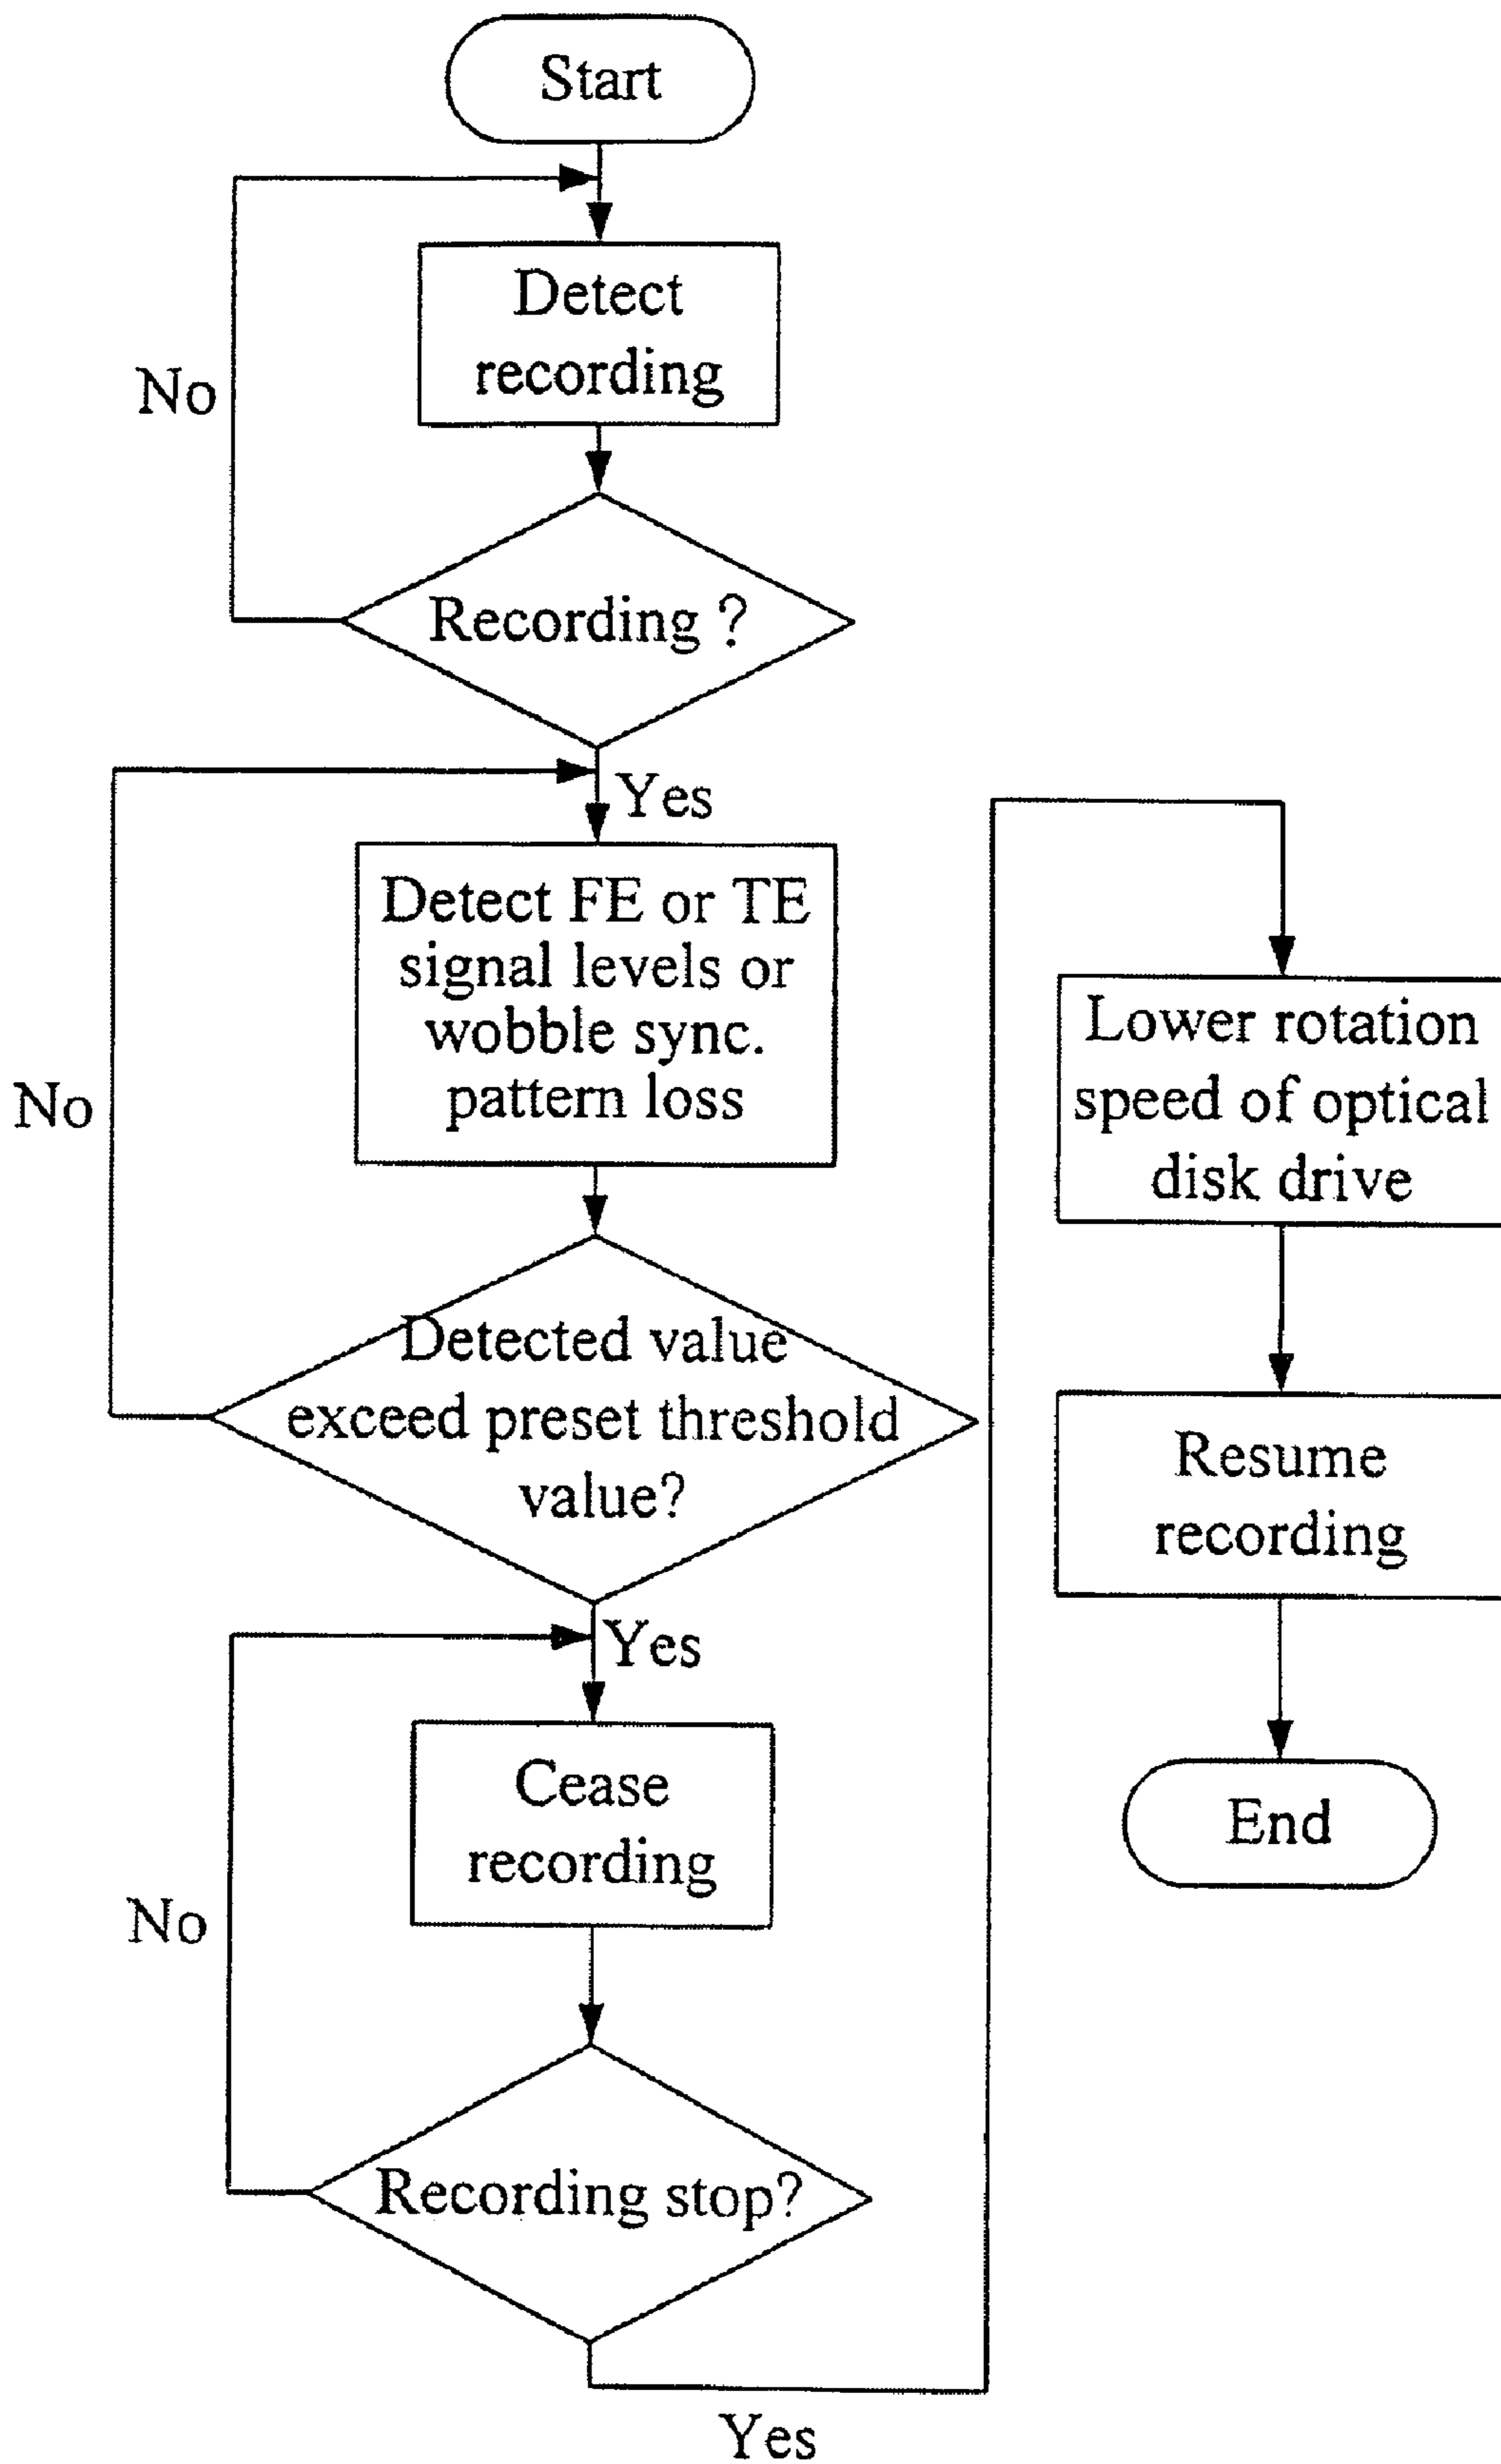 Start
Detect
recording
No
Recording ?
Yes
Detect FE or TE
signal levels or
wobble sync.
pattern loss
No
Detected value
exceed preset threshold
value?
Yes
Cease
recording
No
Recording stop?
Yes
Lower rotation
speed of optical
disk drive
Resume
recording
End